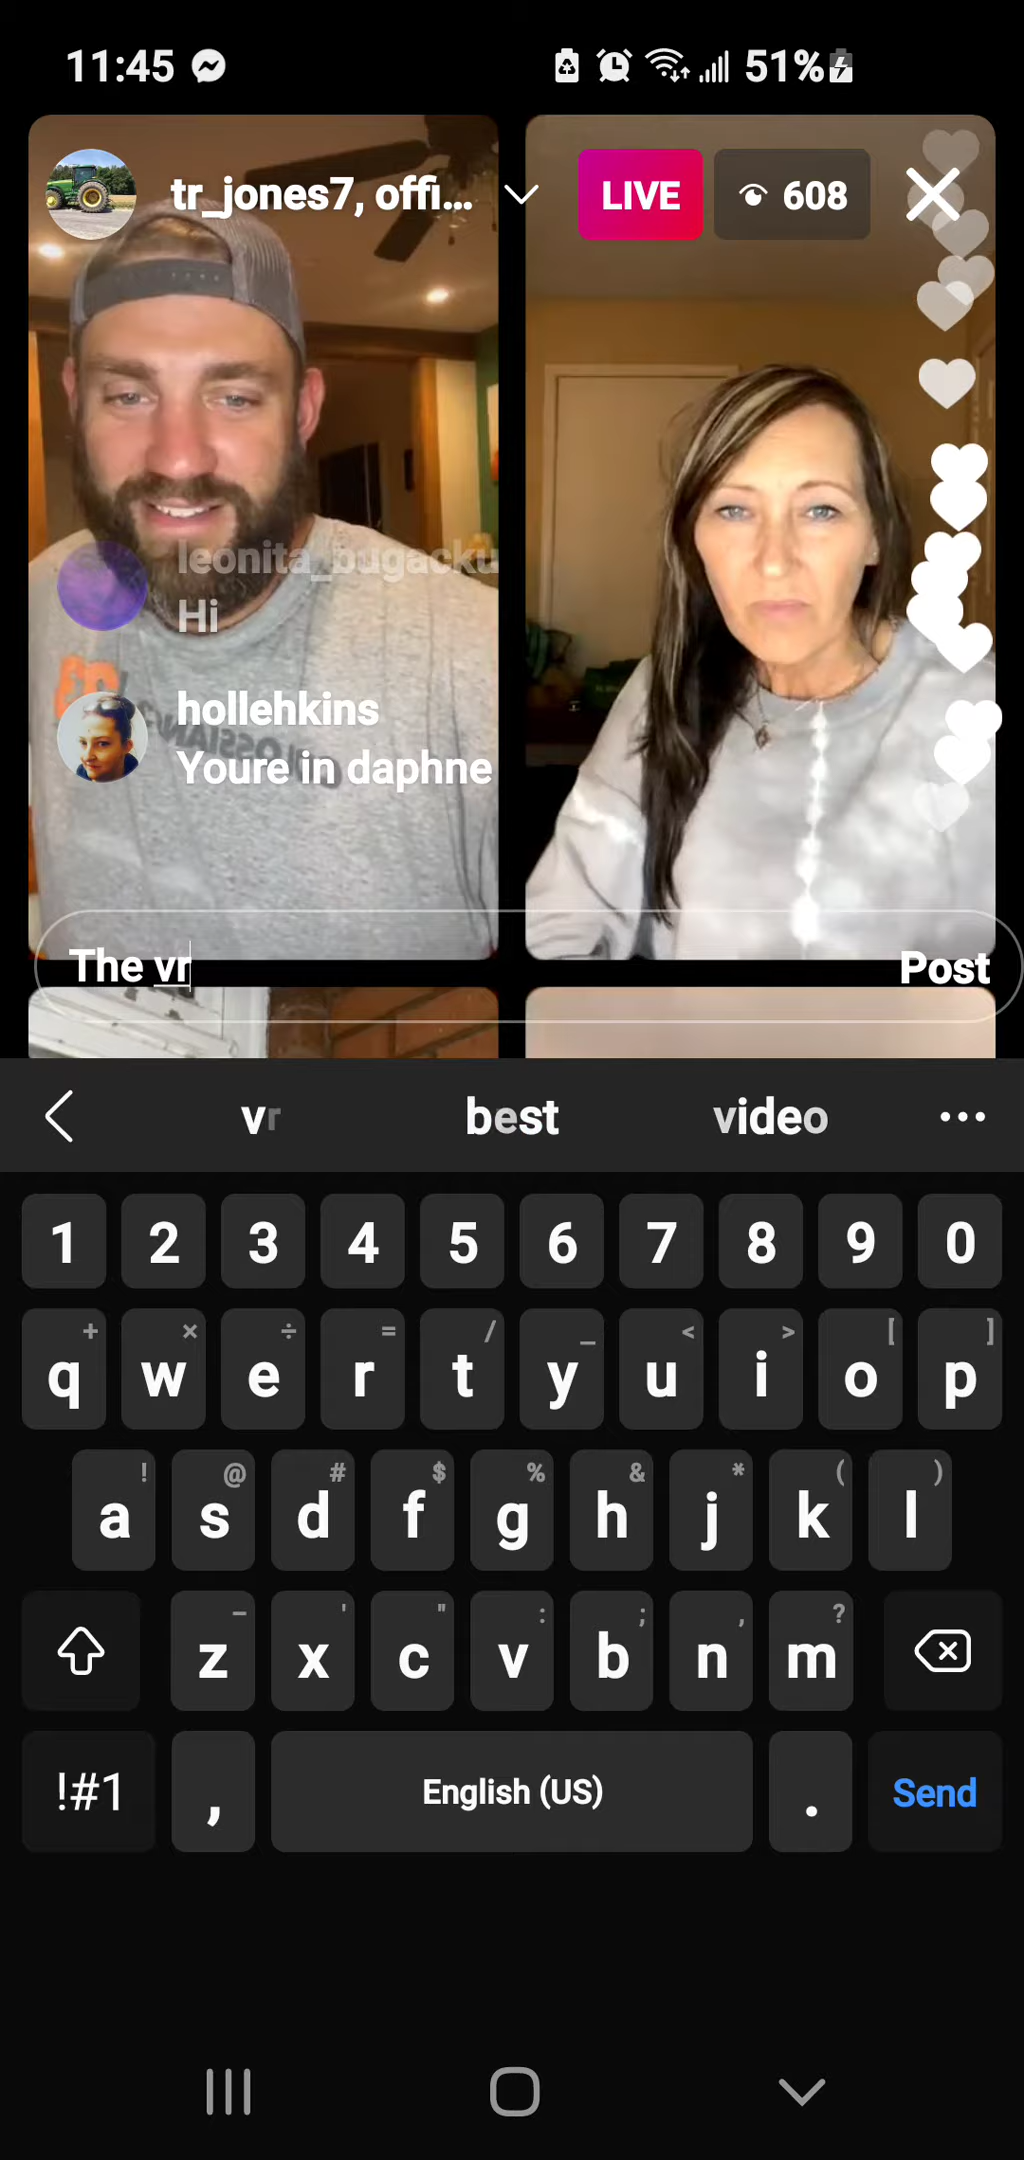 11:45
51%
tr_jones7, offi...
LIVE
608
leonita_bugacku
Hi
hollehkins
Youre in daphne
The vr
Post
vr
best
video
1 2 3 4 5 6 7 8 9 0
+ × ÷ = / _ < > [ ]
q w e r t y u i o p
! @ # $ % & * ( )
a s d f g h j k l
- ' " : ; , ?
z x c v b n m
!#1 , English (US) . Send